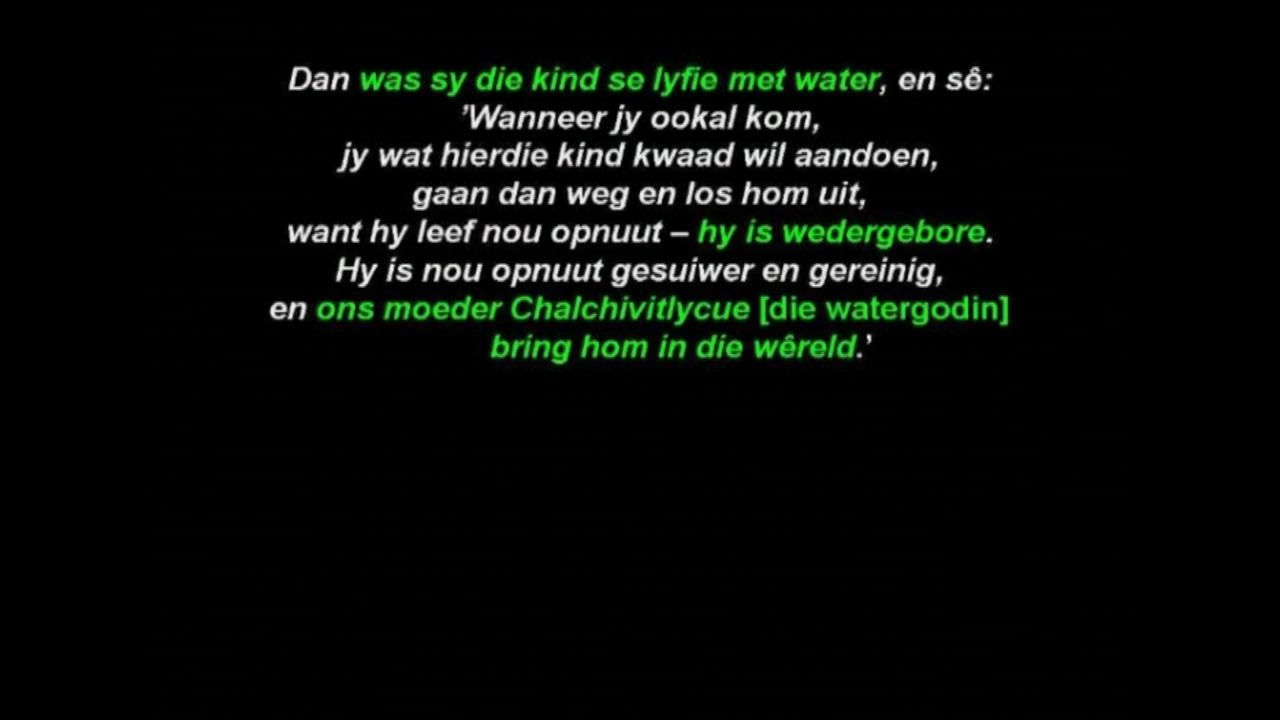 Dan was sy die kind se lyfie met water, en sê:
’Wanneer jy ookal kom,
jy wat hierdie kind kwaad wil aandoen,
gaan dan weg en los hom uit,
want hy leef nou opnuut – hy is wedergebore.
Hy is nou opnuut gesuiwer en gereinig,
en ons moeder Chalchivitlycue [die watergodin]
bring hom in die wêreld.’